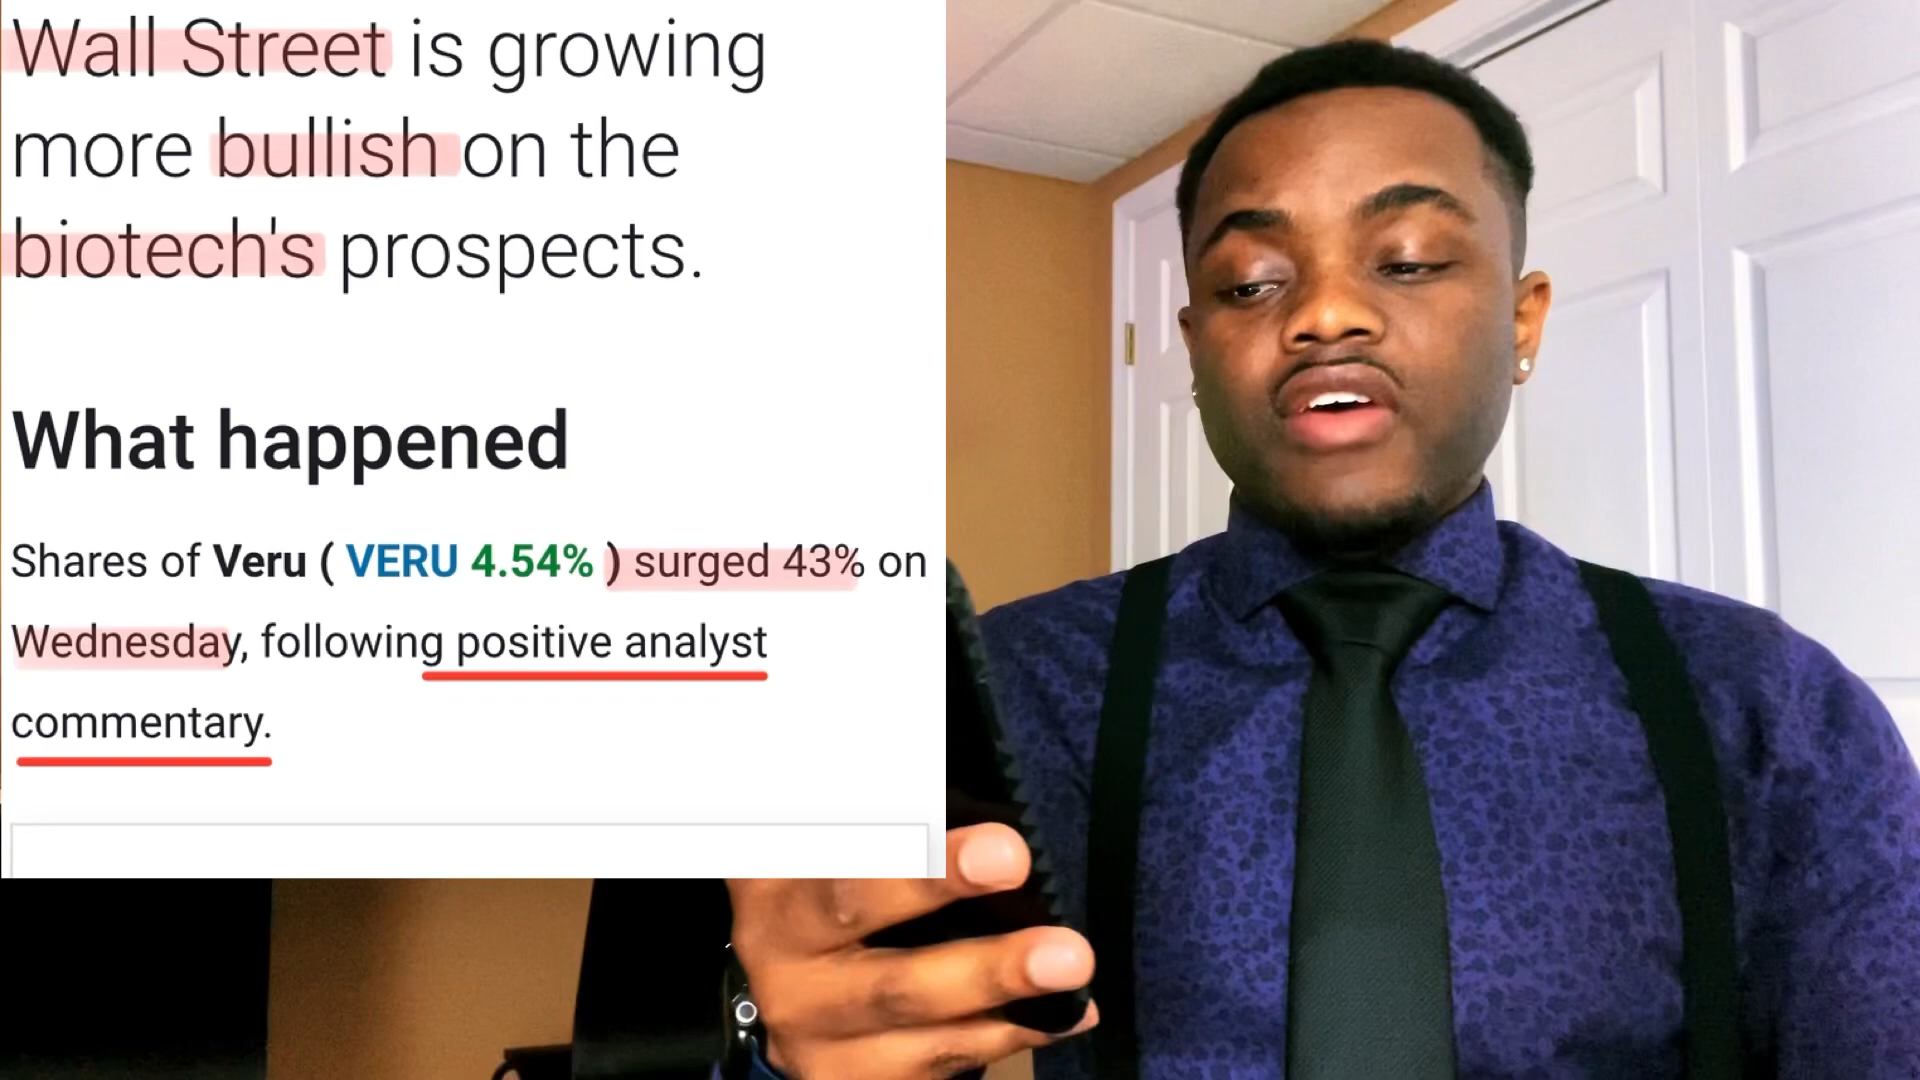 Wall Street is growing
more bullish on the
biotech's prospects.
What happened
Shares of Veru ( VERU 4.54% ) surged 43% on
Wednesday, following positive analyst
commentary.